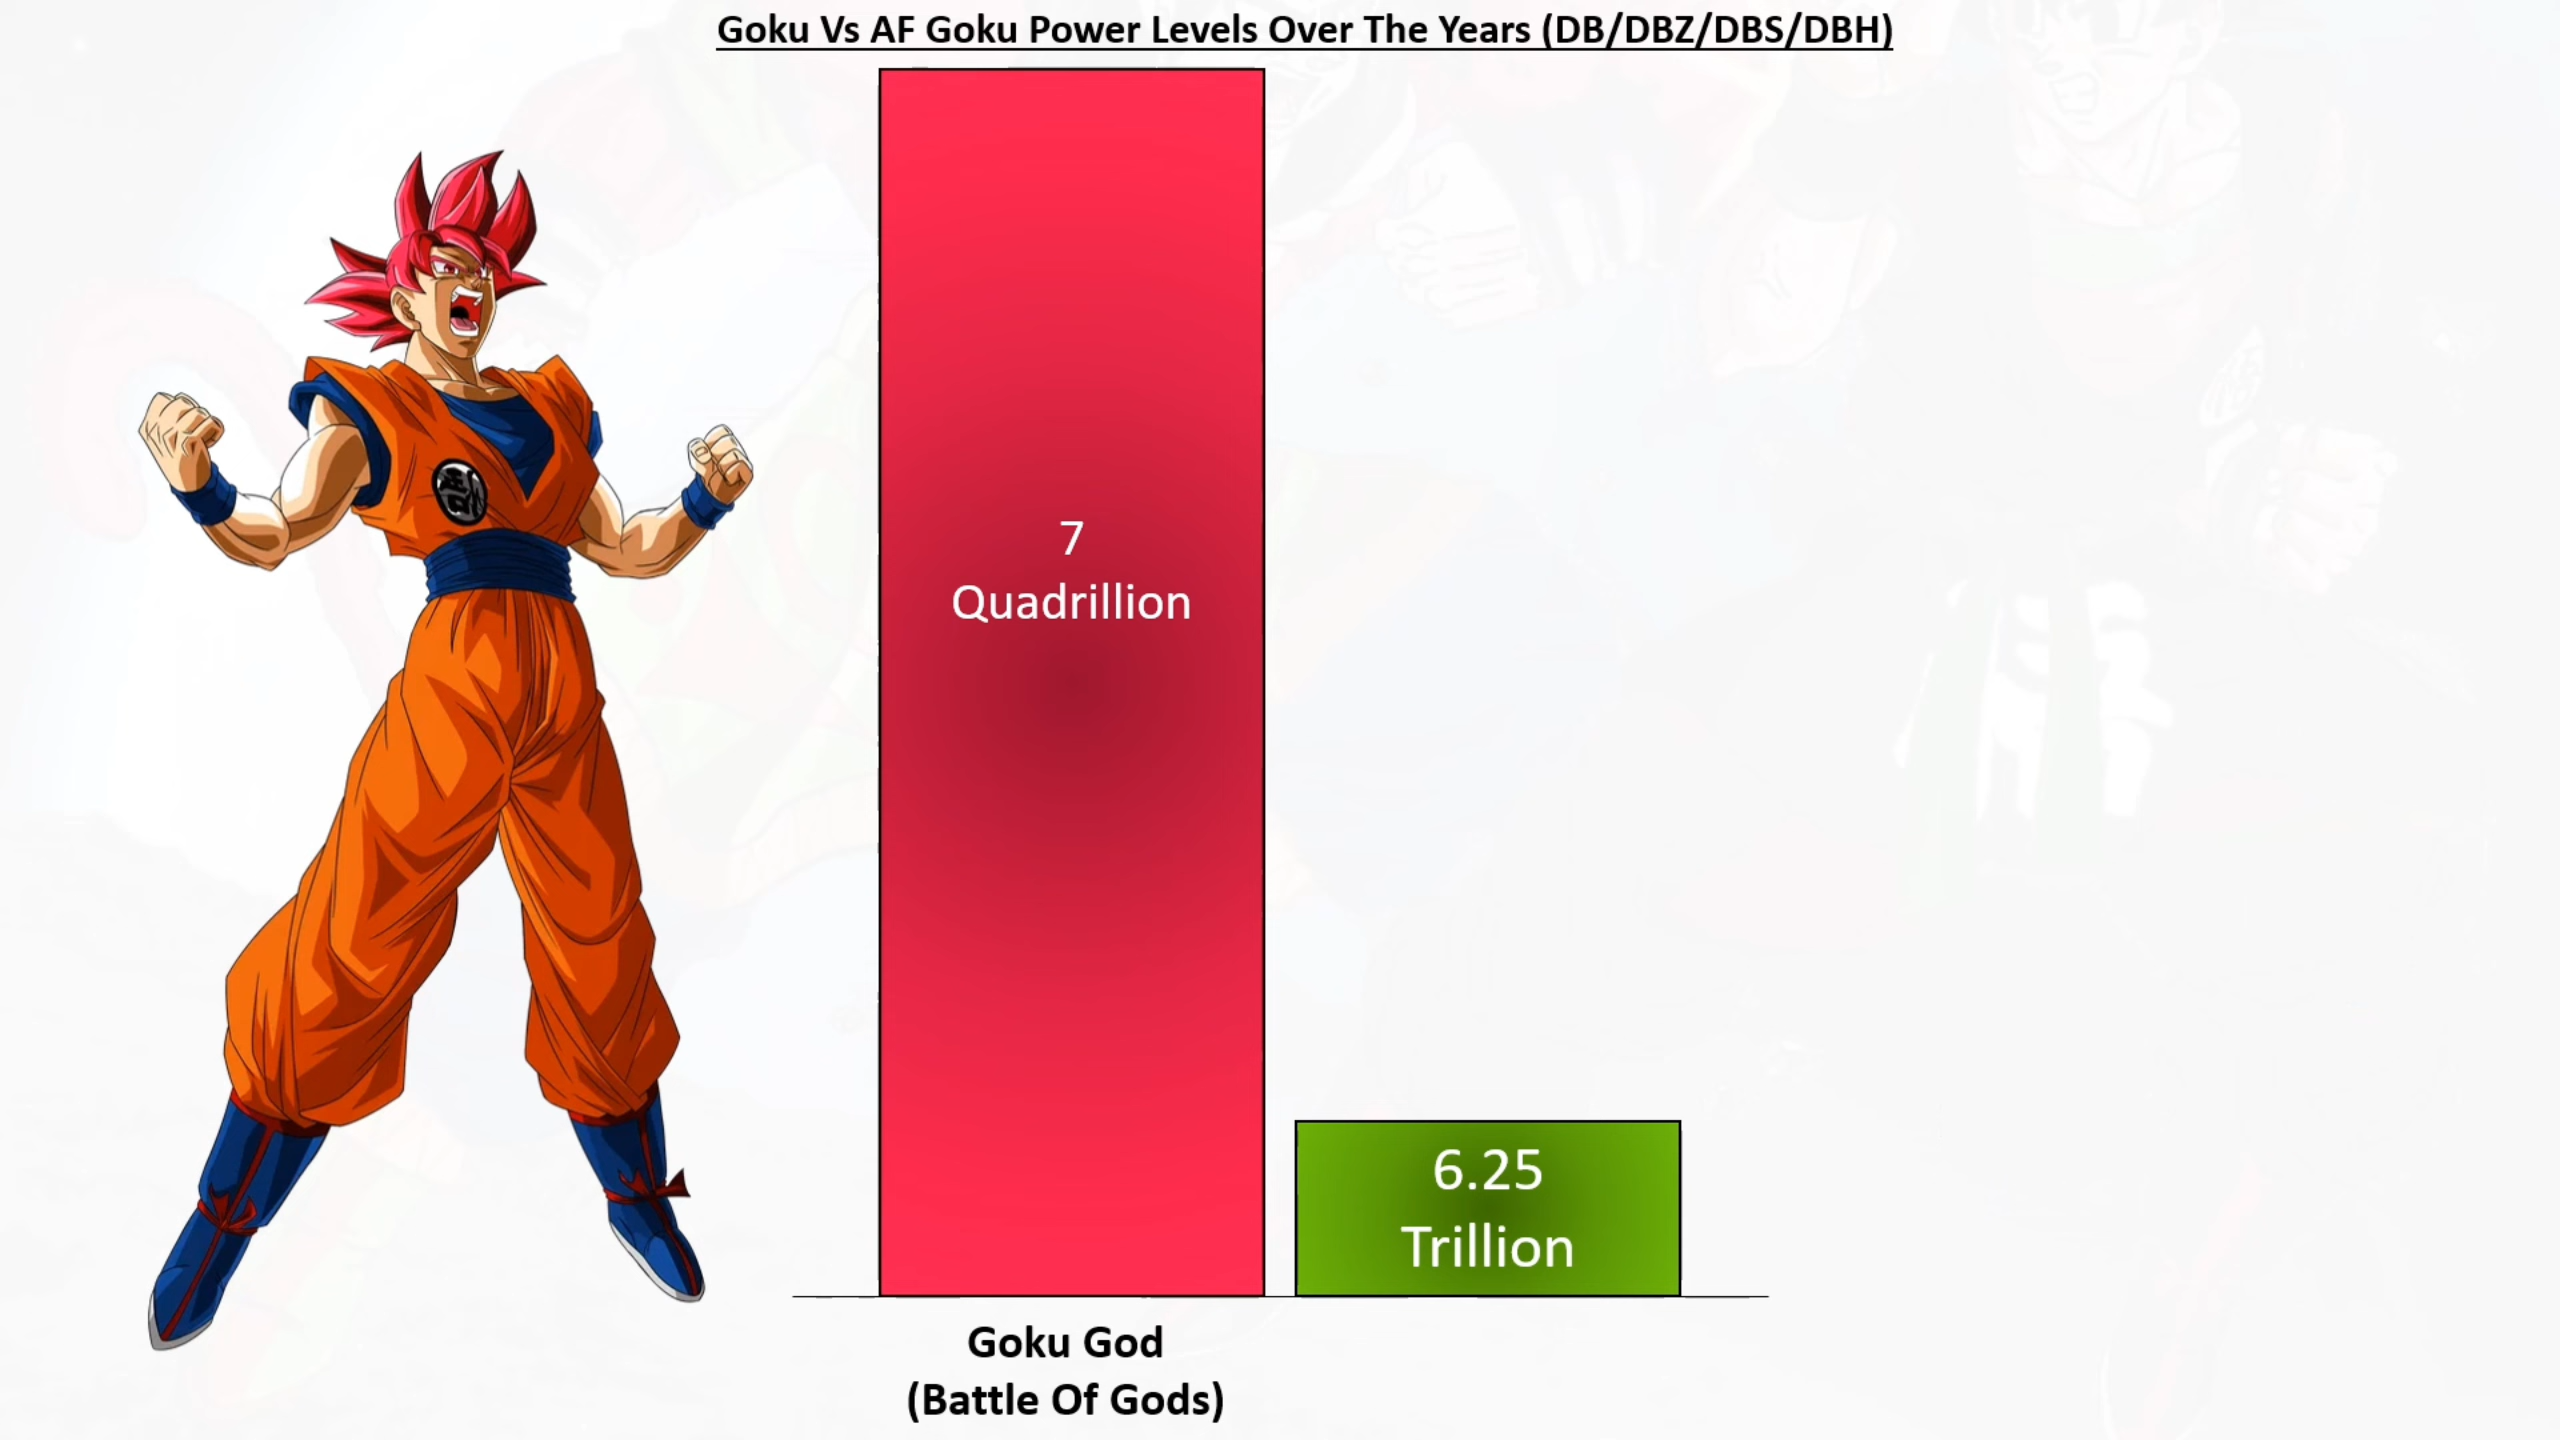 Goku Vs AF Goku Power Levels Over The Years (DB/DBZ/DBS/DBH)
7
Quadrillion
6.25
Trillion
Goku God
(Battle Of Gods)